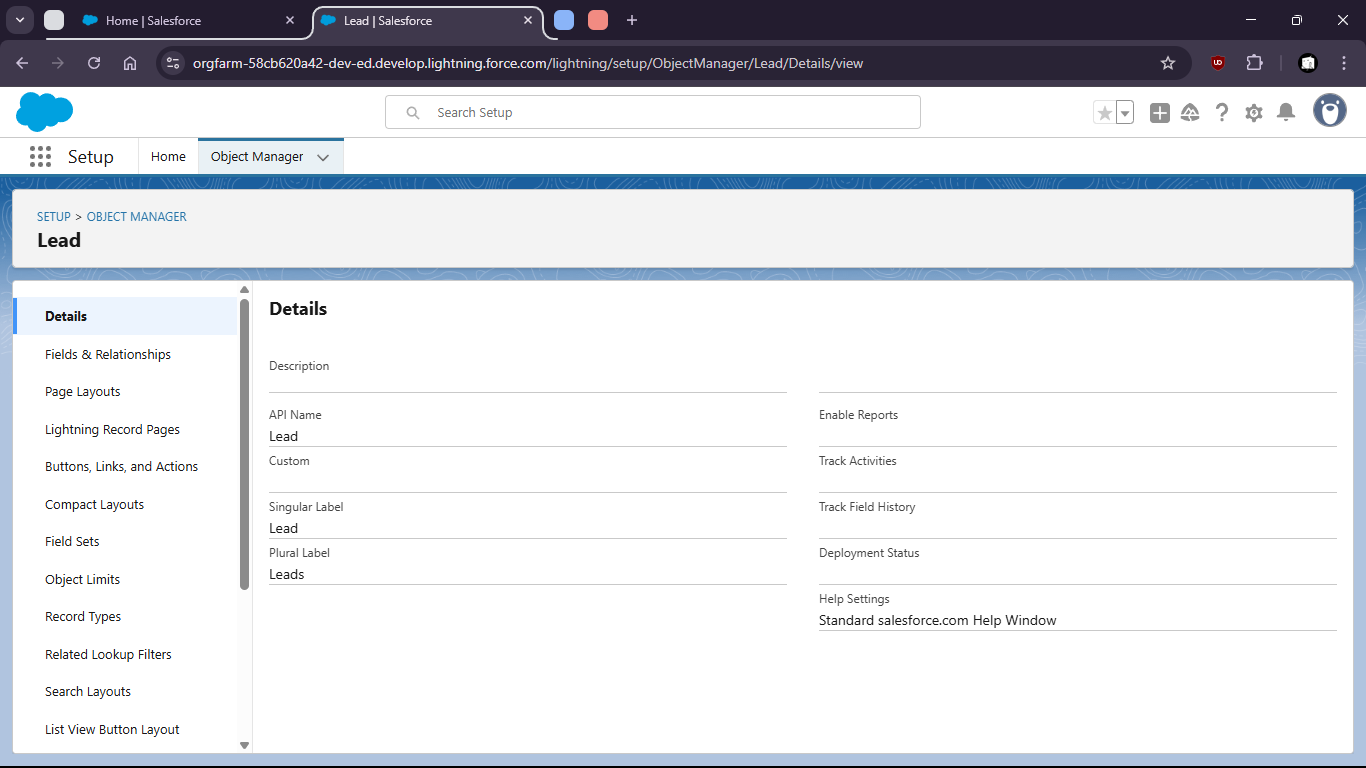 Home | Salesforce
Lead | Salesforce
orgfarm-58cb620a42-dev-ed.develop.lightning.force.com/lightning/setup/ObjectManager/Lead/Details/view
Search Setup
Setup
Home
Object Manager
SETUP > OBJECT MANAGER
Lead
Details
Fields & Relationships
Page Layouts
Lightning Record Pages
Buttons, Links, and Actions
Compact Layouts
Field Sets
Object Limits
Record Types
Related Lookup Filters
Search Layouts
List View Button Layout
Details
Description
API Name
Lead
Custom
Singular Label
Lead
Plural Label
Leads
Enable Reports
Track Activities
Track Field History
Deployment Status
Help Settings
Standard salesforce.com Help Window